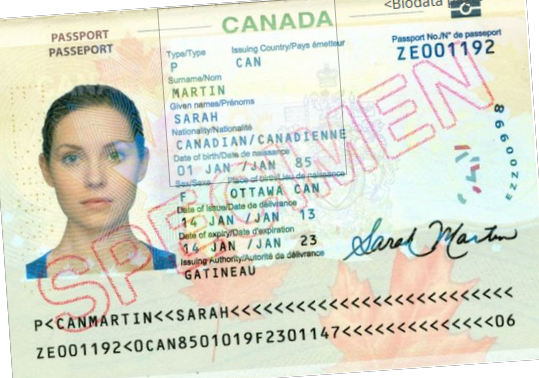 <Biodata p
PASSPORT
PASSEPORT
CANADA
Type/Type Issuing Country/Pays émetteur
P CAN
Passport No./N° de passeport
ZE001192
Surname/Nom
MARTIN
Given names/Prénoms
SARAH
Nationality/Nationalité
CANADIAN/CANADIENNE
Date of birth/Date de naissance
01 JAN /JAN 85
Sex/Sexe Place of birth/Lieu de naissance
F OTTAWA CAN
Date of issue/Date de délivrance
14 JAN /JAN 13
Date of expiry/Date d'expiration
14 JAN /JAN 23
Issuing Authority/Autorité de délivrance
GATINEAU
Sarah Martin
SPECIMEN
P<CANMARTIN<<SARAH<<<<<<<<<<<<<<<<<<<<<<<<<<
ZE001192<0CAN8501019F2301147<<<<<<<<<<<<<<06